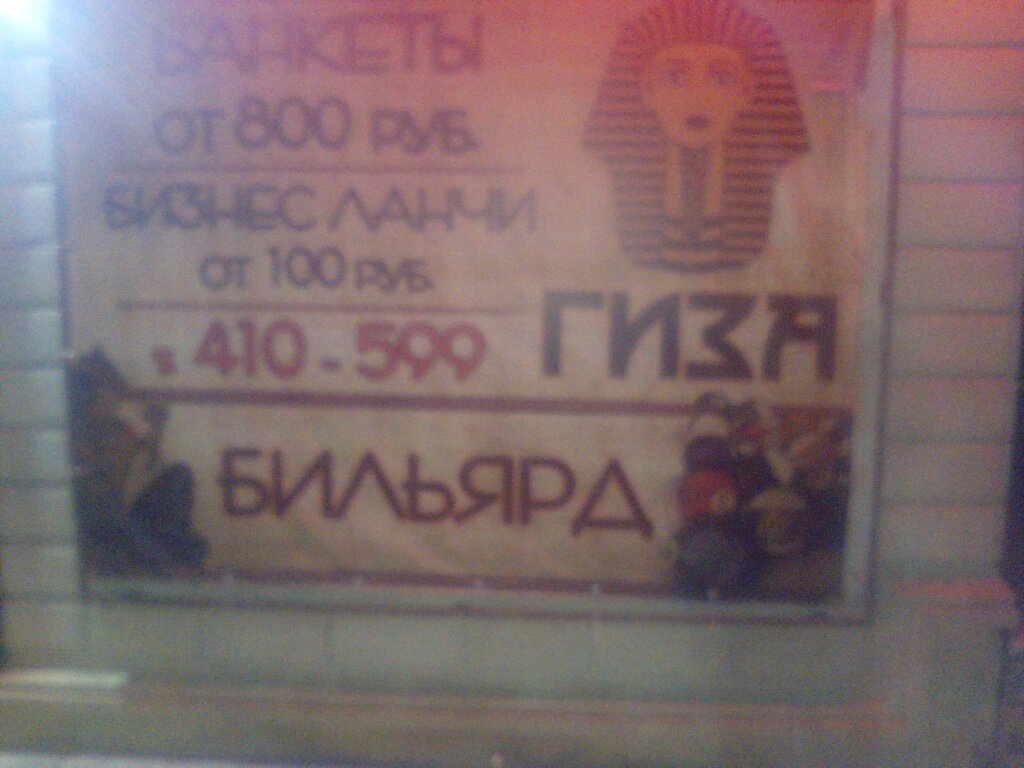 БАНКЕТЫ
ОТ 800 РУБ.
БИЗНЕС ЛАНЧИ
ОТ 100 РУБ.
т. 410-599
ГИЗА
БИЛЬЯРД